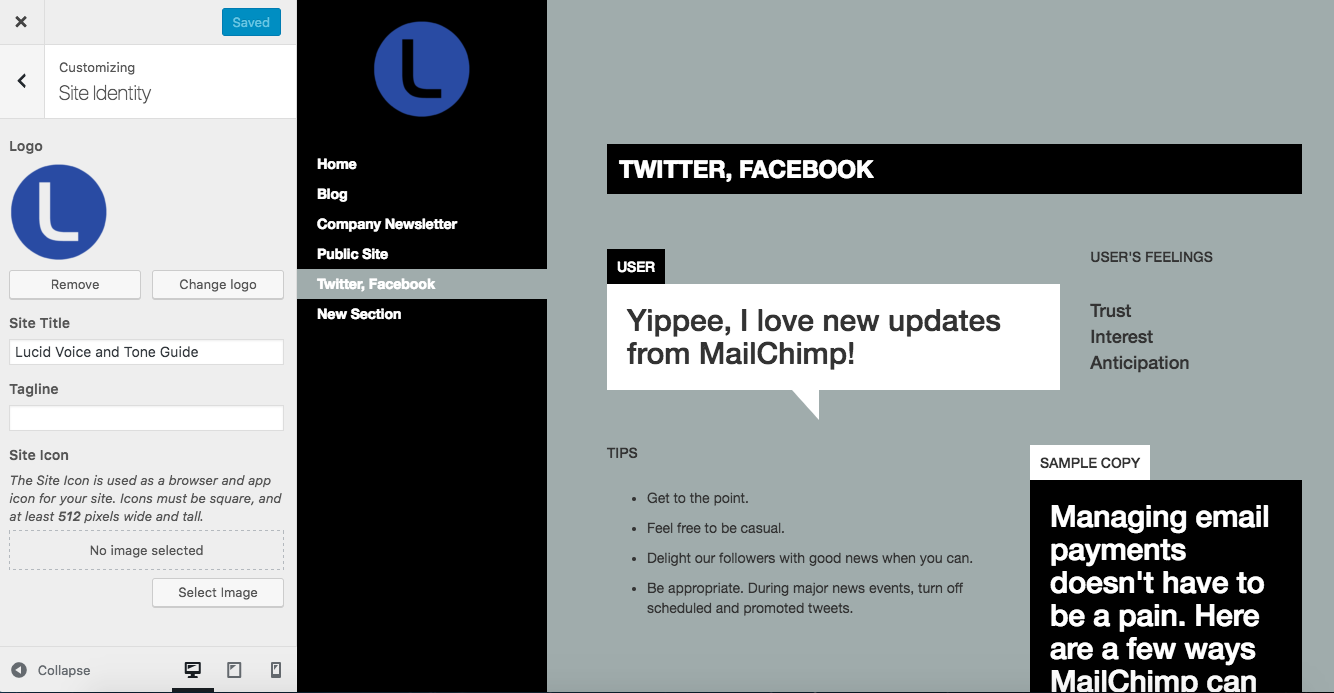 Saved
Customizing
Site Identity
Logo
L
Remove
Change logo
Site Title
Lucid Voice and Tone Guide
Tagline
Site Icon
The Site Icon is used as a browser and app
icon for your site. Icons must be square, and
at least 512 pixels wide and tall.
No image selected
Select Image
Collapse
L
Home
Blog
Company Newsletter
Public Site
Twitter, Facebook
New Section
TWITTER, FACEBOOK
USER
Yippee, I love new updates
from MailChimp!
USER'S FEELINGS
Trust
Interest
Anticipation
TIPS
• Get to the point.
• Feel free to be casual.
• Delight our followers with good news when you can.
• Be appropriate. During major news events, turn off
scheduled and promoted tweets.
SAMPLE COPY
Managing email
payments
doesn't have to
be a pain. Here
are a few ways
MailChimp can